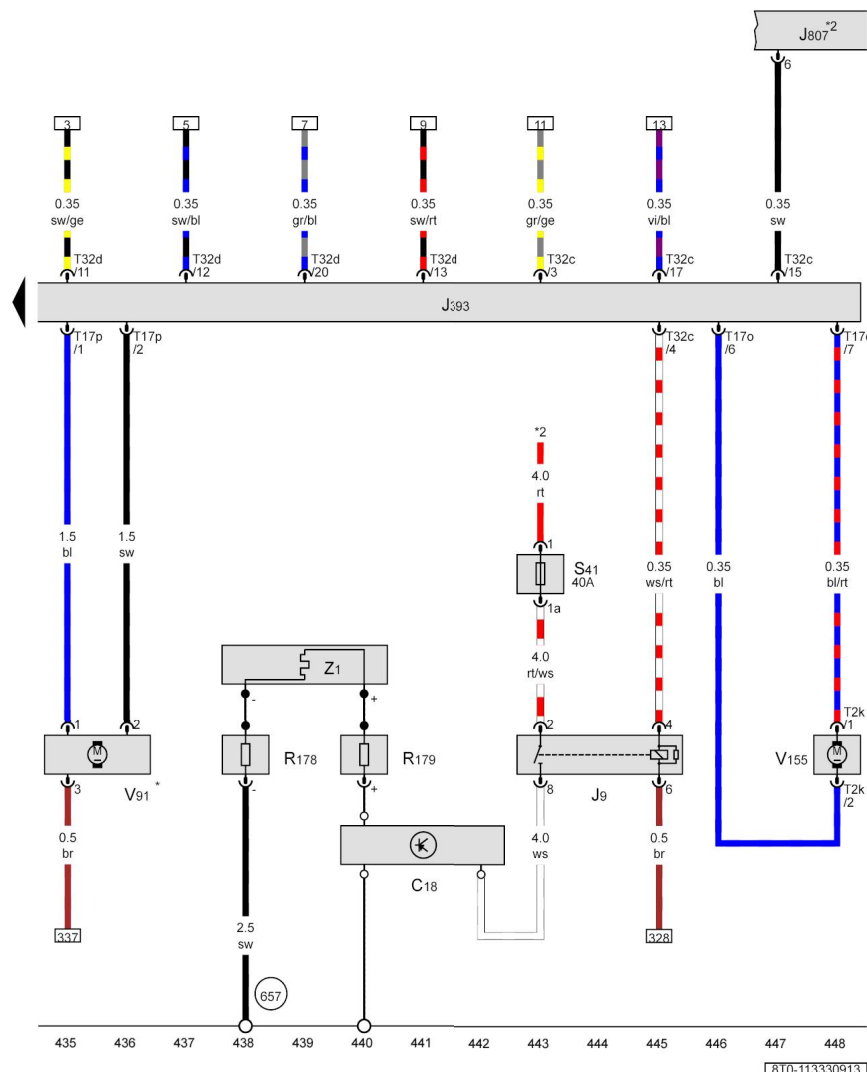 J807*2
6
3 5 7 9 11 13
0.35 0.35 0.35 0.35 0.35 0.35 0.35
sw/ge sw/bl gr/bl sw/rt gr/ge vi/bl sw
T32d T32d T32d T32d T32c T32c T32c
/11 /12 /20 /13 /3 /17 /15
J393
T17p T17p T32c T17o
/1 /2 /4 /6 /7
*2
4.0
rt
1
S41
40A
1a
1.5 1.5 0.35 0.35 0.35
bl sw ws/rt bl bl/rt
4.0
rt/ws
Z1
- +
T2k
1 2 2 4 /1
M M
R178 R179 V155
V91 * J9
3 - + 8 6 T2k
/2
0.5 4.0 0.5
br ws br
C18
2.5
sw
337 328
657
435 436 437 438 439 440 441 442 443 444 445 446 447 448
8T0-113330913